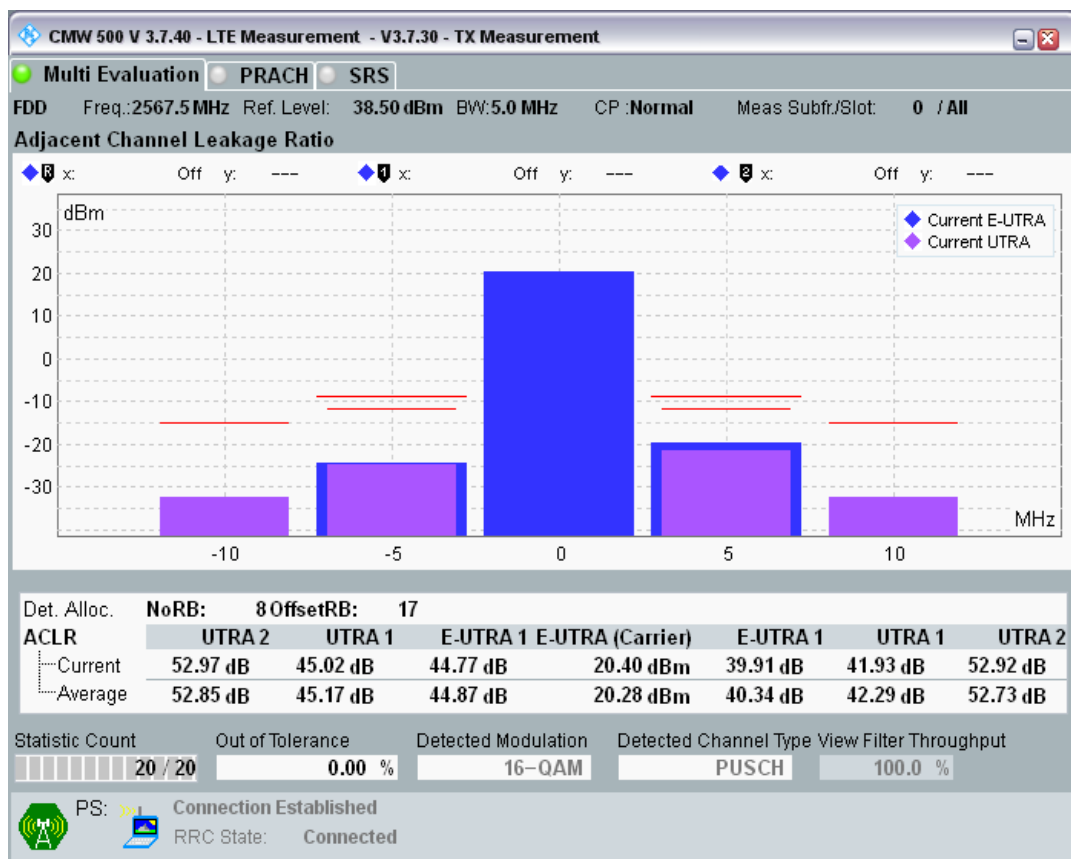 CMW 500 V 3.7.40 - LTE Measurement - V3.7.30 - TX Measurement
Multi Evaluation PRACH SRS
FDD Freg.:2567.5 MHz Ref. Level: 38.50 dBm BW:5.0 MHz CP :Normal Meas Subfr./Slot: 0 / All
Adjacent Channel Leakage Ratio
R x: Off y: --- 1 x: Off y: --- 2 x: Off y: ---
dBm
Current E-UTRA
Current UTRA
30
20
10
0
-10
-20
-30
MHz
-10 -5 0 5 10
Det. Alloc. NoRB: 8 OffsetRB: 17
ACLR UTRA 2 UTRA 1 E-UTRA 1 E-UTRA (Carrier) E-UTRA 1 UTRA 1 UTRA 2
Current 52.97 dB 45.02 dB 44.77 dB 20.40 dBm 39.91 dB 41.93 dB 52.92 dB
Average 52.85 dB 45.17 dB 44.87 dB 20.28 dBm 40.34 dB 42.29 dB 52.73 dB
Statistic Count Out of Tolerance Detected Modulation Detected Channel Type View Filter Throughput
20 / 20 0.00 % 16-QAM PUSCH 100.0 %
PS: Connection Established
RRC State: Connected